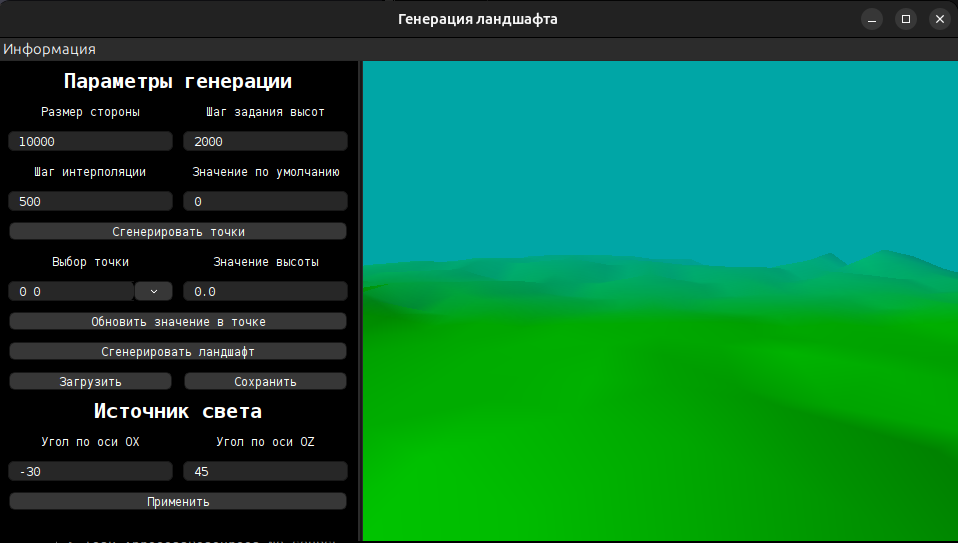 Генерация ландшафта
Информация
Параметры генерации
Размер стороны Шаг задания высот
10000 2000
Шаг интерполяции Значение по умолчанию
500 0
Сгенерировать точки
Выбор точки Значение высоты
0 0 0.0
Обновить значение в точке
Сгенерировать ландшафт
Загрузить Сохранить
Источник света
Угол по оси OX Угол по оси OZ
-30 45
Применить